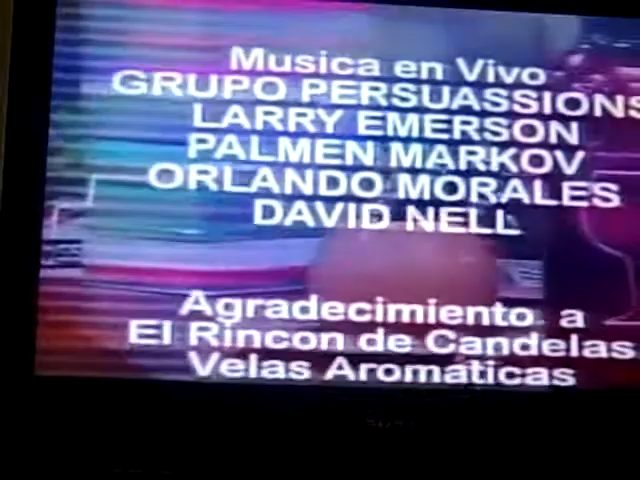 Musica en Vivo
GRUPO PERSUASSIONS
LARRY EMERSON
PALMEN MARKOV
ORLANDO MORALES
DAVID NELL
Agradecimiento a
El Rincon de Candelas
Velas Aromaticas